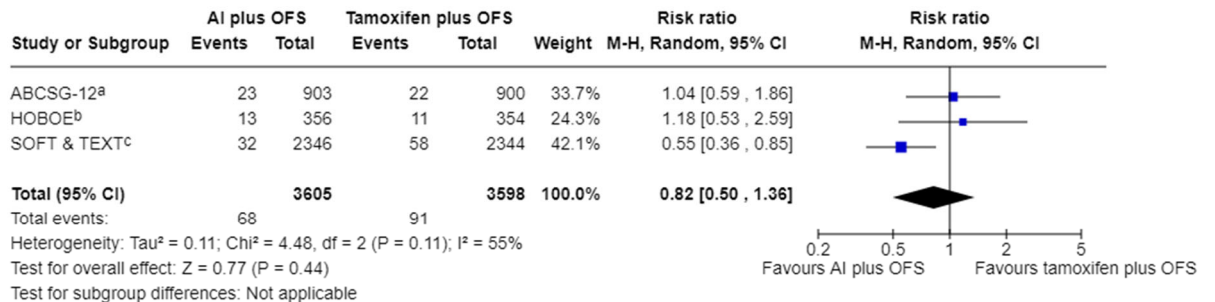 AI plus OFS Tamoxifen plus OFS Risk ratio Risk ratio
Study or Subgroup Events Total Events Total Weight M-H, Random, 95% CI M-H, Random, 95% CI
ABCSG-12a 23 903 22 900 33.7% 1.04 [0.59 , 1.86]
HOBOEb 13 356 11 354 24.3% 1.18 [0.53 , 2.59]
SOFT & TEXTc 32 2346 58 2344 42.1% 0.55 [0.36 , 0.85]
Total (95% CI) 3605 3598 100.0% 0.82 [0.50 , 1.36]
Total events: 68 91
Heterogeneity: Tau² = 0.11; Chi² = 4.48, df = 2 (P = 0.11); I² = 55%
0.2 0.5 1 2 5
Test for overall effect: Z = 0.77 (P = 0.44)
Favours AI plus OFS Favours tamoxifen plus OFS
Test for subgroup differences: Not applicable